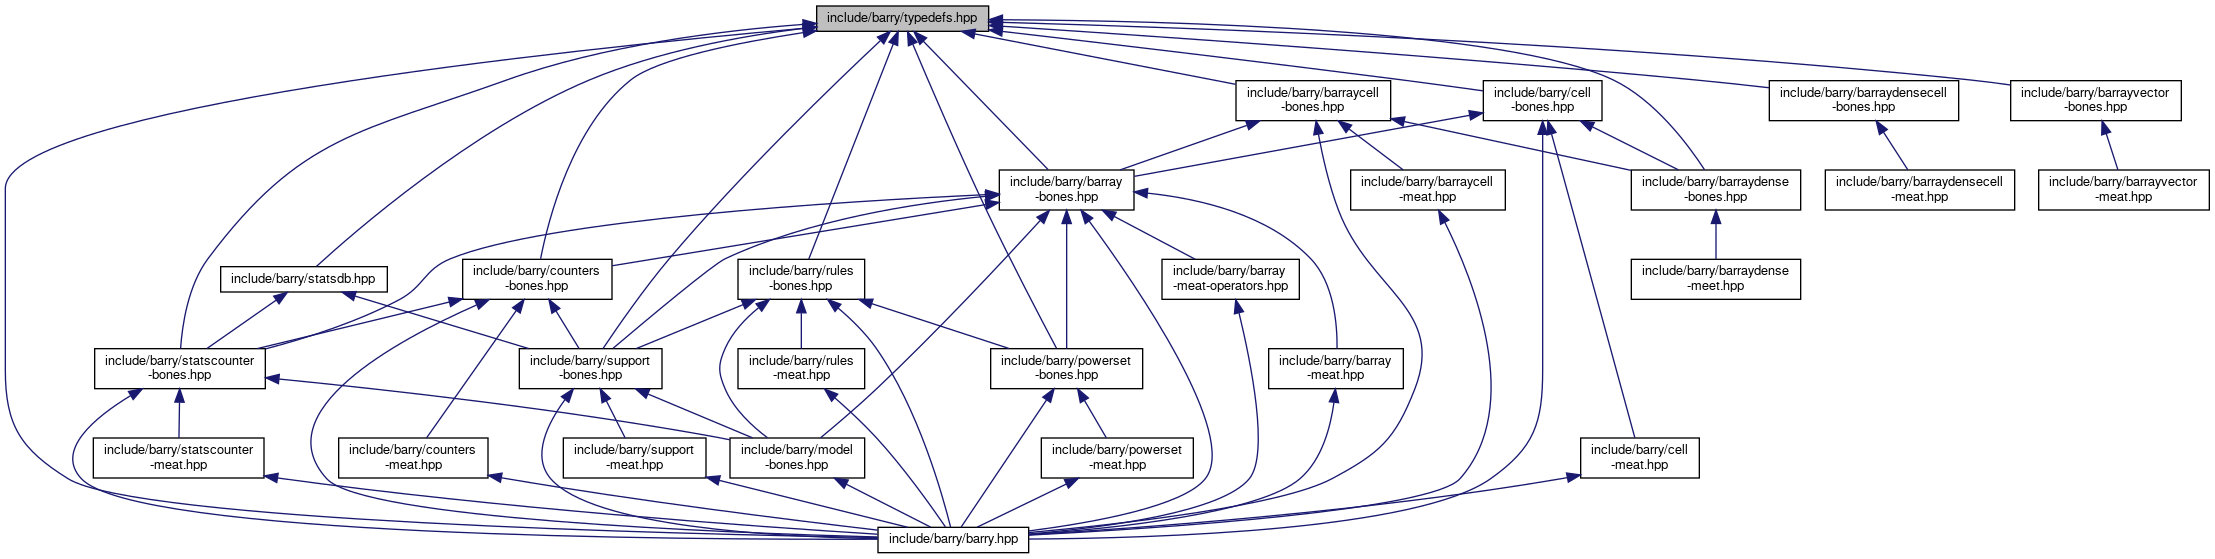 include/barry/typedefs.hpp
include/barry/barraycell
-bones.hpp
include/barry/cell
-bones.hpp
include/barry/barraydensecell
-bones.hpp
include/barry/barrayvector
-bones.hpp
include/barry/barray
-bones.hpp
include/barry/barraycell
-meat.hpp
include/barry/barraydense
-bones.hpp
include/barry/barraydensecell
-meat.hpp
include/barry/barrayvector
-meat.hpp
include/barry/statsdb.hpp
include/barry/counters
-bones.hpp
include/barry/rules
-bones.hpp
include/barry/barray
-meat-operators.hpp
include/barry/barraydense
-meet.hpp
include/barry/statscounter
-bones.hpp
include/barry/support
-bones.hpp
include/barry/rules
-meat.hpp
include/barry/powerset
-bones.hpp
include/barry/barray
-meat.hpp
include/barry/statscounter
-meat.hpp
include/barry/counters
-meat.hpp
include/barry/support
-meat.hpp
include/barry/model
-bones.hpp
include/barry/powerset
-meat.hpp
include/barry/cell
-meat.hpp
include/barry/barry.hpp